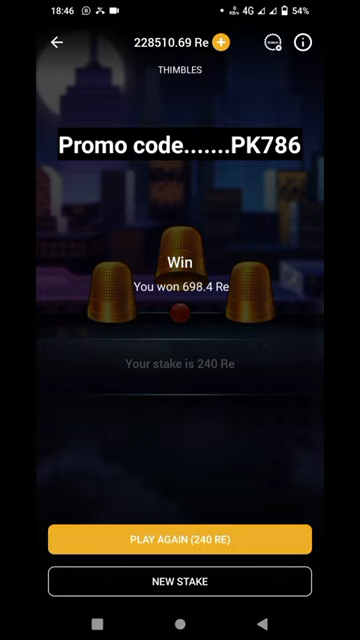 18:46 4G 54%
228510.69 Re
THIMBLES
Promo code.......PK786
Win
You won 698.4 Re
Your stake is 240 Re
PLAY AGAIN (240 RE)
NEW STAKE